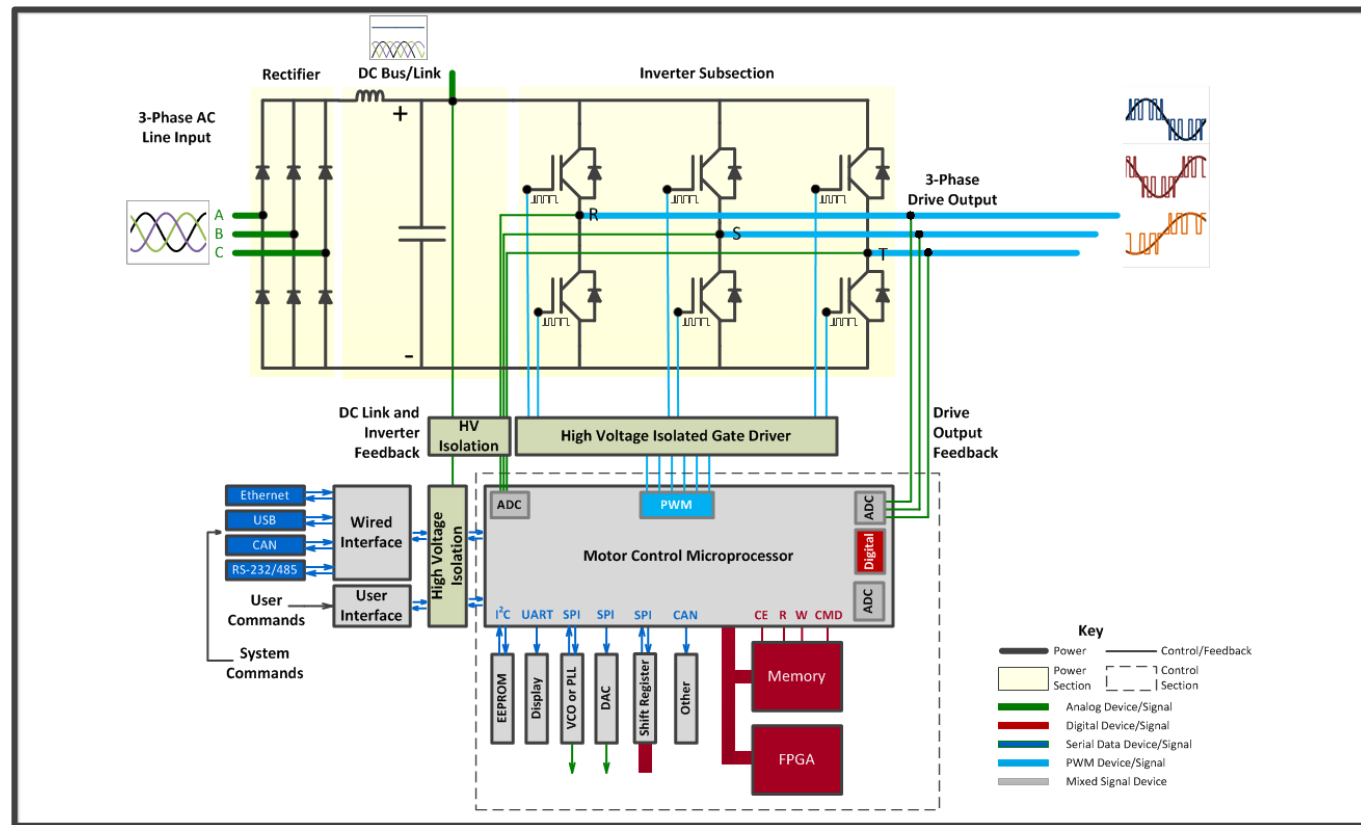 Rectifier
DC Bus/Link
Inverter Subsection
3-Phase AC
Line Input
+
-
A
B
C
R
S
T
3-Phase
Drive Output
DC Link and
Inverter
Feedback
HV
Isolation
High Voltage Isolated Gate Driver
Drive
Output
Feedback
Ethernet
USB
CAN
RS-232/485
Wired
Interface
User
Interface
High Voltage
Isolation
User
Commands
System
Commands
ADC
PWM
ADC
Digital
ADC
Motor Control Microprocessor
I²C
UART
SPI
SPI
SPI
CAN
CE
R
W
CMD
EEPROM
Display
VCO or PLL
DAC
Shift Register
Other
Memory
FPGA
Key
Power
Control/Feedback
Power
Section
Control
Section
Analog Device/Signal
Digital Device/Signal
Serial Data Device/Signal
PWM Device/Signal
Mixed Signal Device